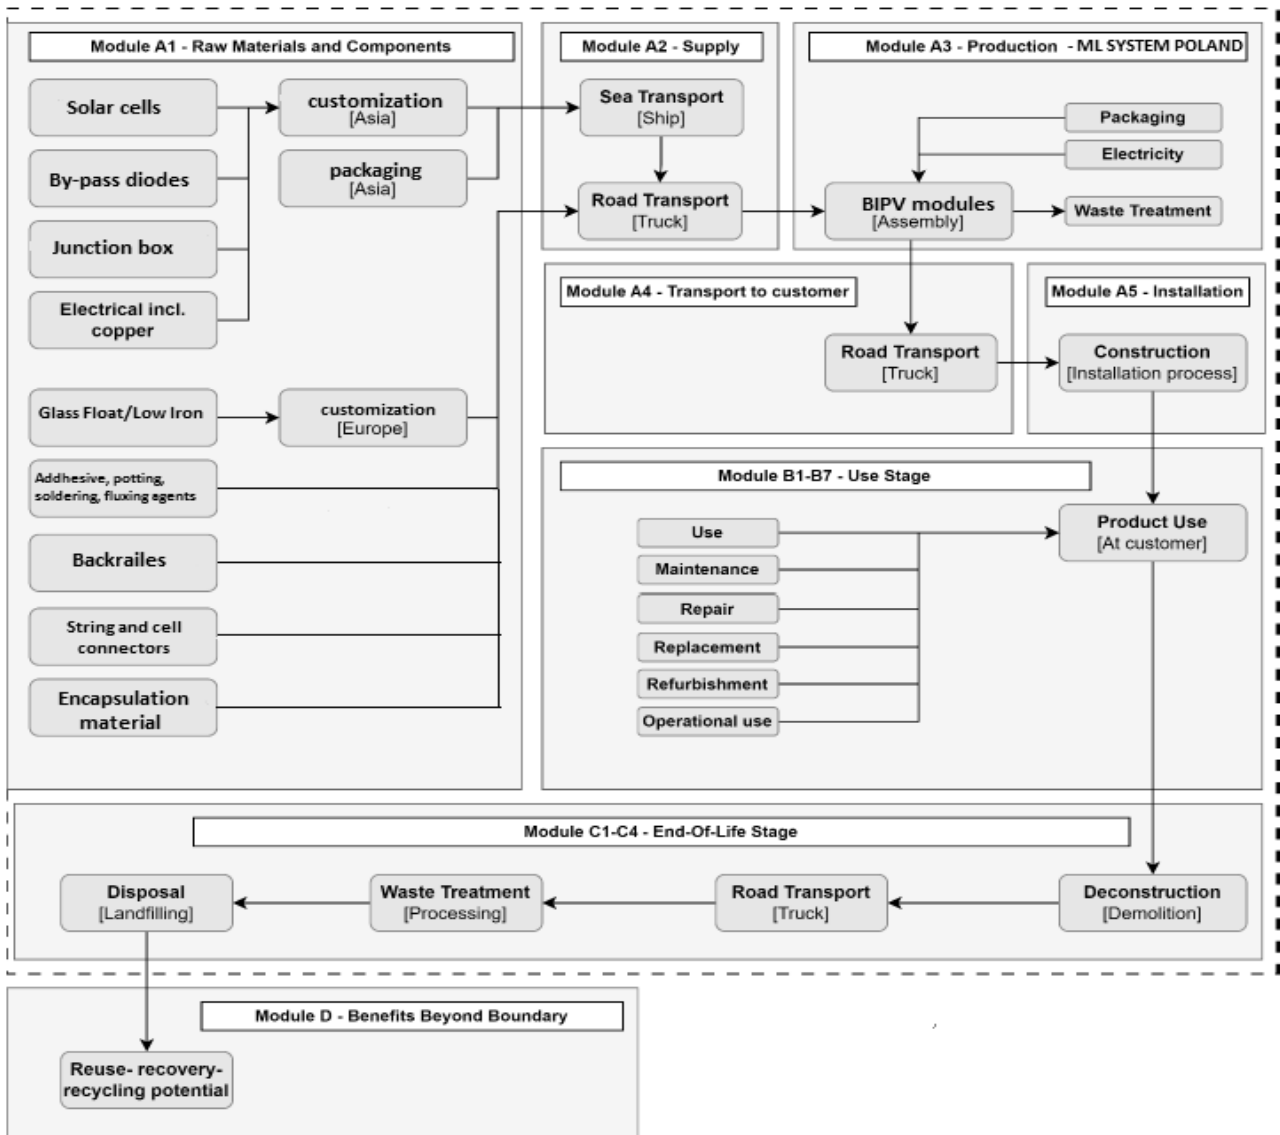 Module A1 - Raw Materials and Components
Solar cells
By-pass diodes
Junction box
Electrical incl.
copper
Glass Float/Low Iron
Addhesive, potting,
soldering, fluxing agents
Backrailes
String and cell
connectors
Encapsulation
material
customization
[Asia]
packaging
[Asia]
customization
[Europe]
Module A2 - Supply
Sea Transport
[Ship]
Road Transport
[Truck]
Module A3 - Production - ML SYSTEM POLAND
Packaging
Electricity
BIPV modules
[Assembly]
Waste Treatment
Module A4 - Transport to customer
Road Transport
[Truck]
Module A5 - Installation
Construction
[Installation process]
Module B1-B7 - Use Stage
Use
Maintenance
Repair
Replacement
Refurbishment
Operational use
Product Use
[At customer]
Module C1-C4 - End-Of-Life Stage
Disposal
[Landfilling]
Waste Treatment
[Processing]
Road Transport
[Truck]
Deconstruction
[Demolition]
Module D - Benefits Beyond Boundary
Reuse- recovery-
recycling potential